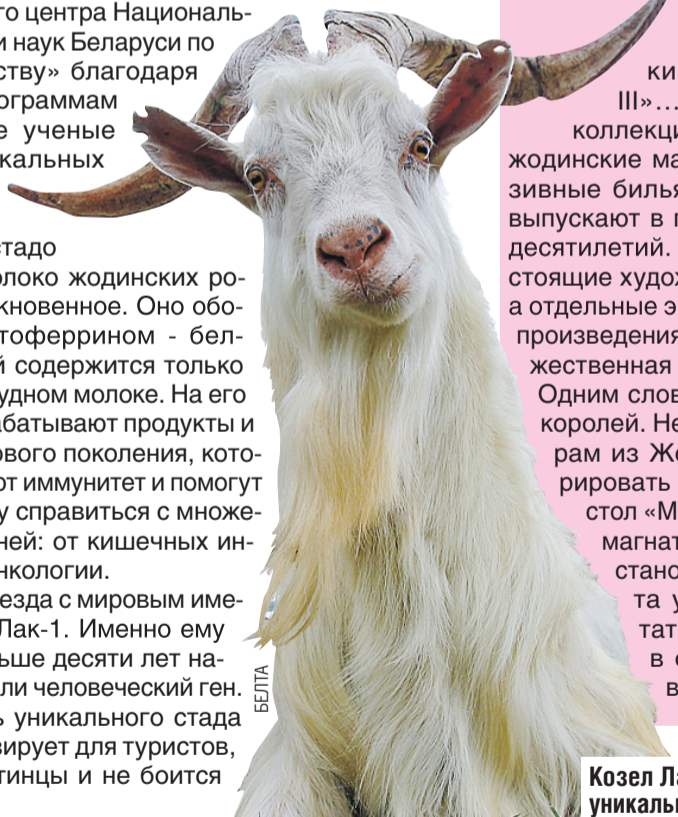 го центра Националь-
и наук Беларуси по
ству» благодаря
ограммам
е ученые
кальных
стадо
олоко жодинских ро-
кновенное. Оно обо-
тоферрином - бел-
й содержится только
удном молоке. На его
абатывают продукты и
ового поколения, кото-
от иммунитет и помогут
у справиться с множе-
ней: от кишечных ин-
нкологии.
езда с мировым име-
Лак-1. Именно ему
ьше десяти лет на-
ли человеческий ген.
ь уникального стада
зирует для туристов,
тинцы и не боится
БЕЛТА
ки
III»...
коллекци
жодинские ма
зивные билья
выпускают в п
десятилетий.
стоящие худож
а отдельные э
произведения
жественная
Одним слов
королей. Не
рам из Жо
рировать
стол «М
магнат
стано
та у
тат
в
в
Козел Ла
уникальн